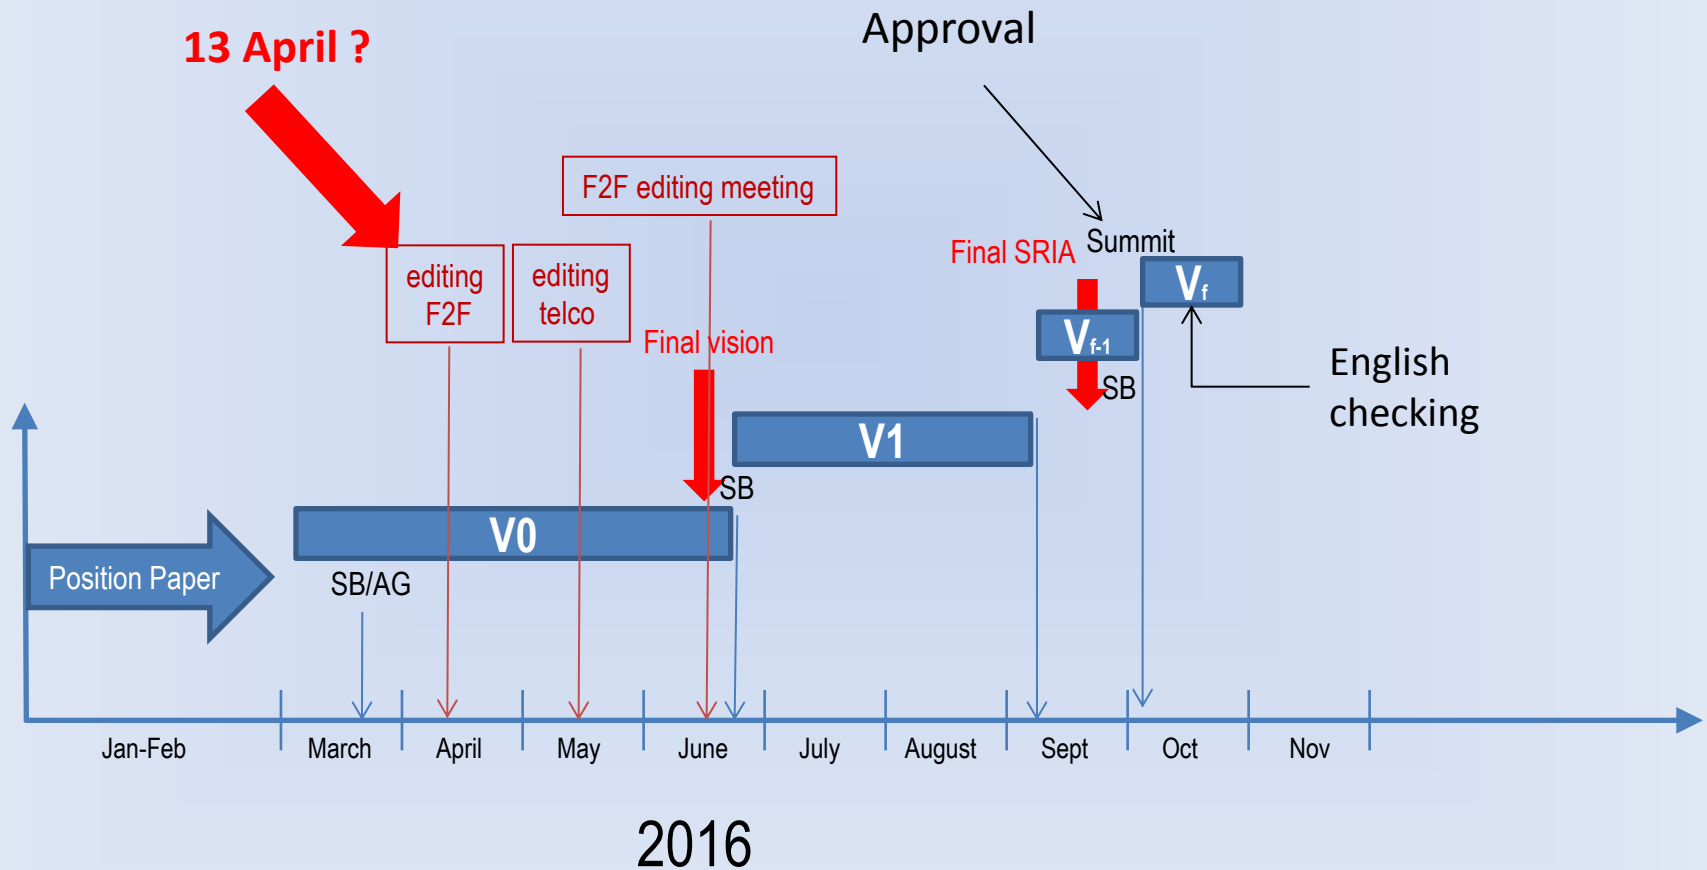 13 April ?
Approval
F2F editing meeting
editing
F2F
editing
telco
Final SRIA
Summit
Vf
Final vision
Vf-1
English
checking
SB
V1
SB
V0
Position Paper
SB/AG
Jan-Feb
March
April
May
June
July
August
Sept
Oct
Nov
2016